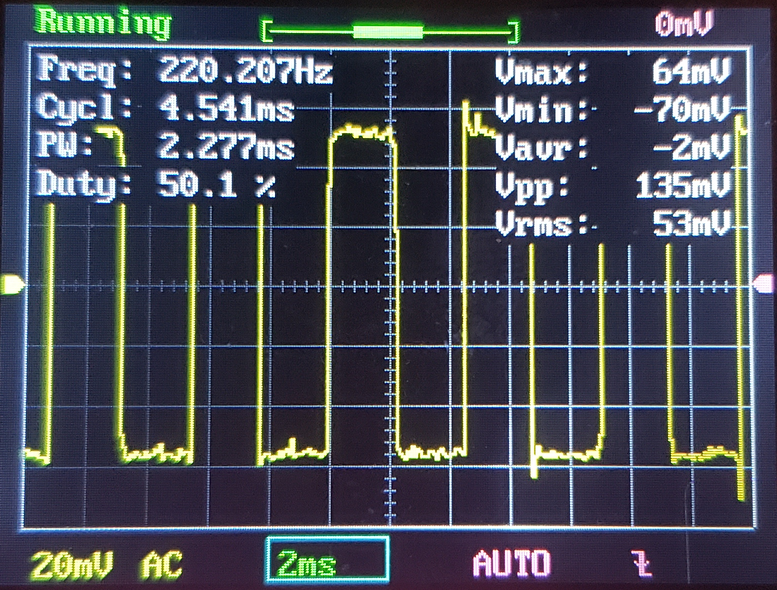 Running 0mV
Freq: 220.207Hz Vmax: 64mV
Cycl: 4.541ms Vmin: -70mV
PW: 2.277ms Vavr: -2mV
Duty: 50.1 % Vpp: 135mV
Vrms: 53mV
20mV AC 2ms AUTO